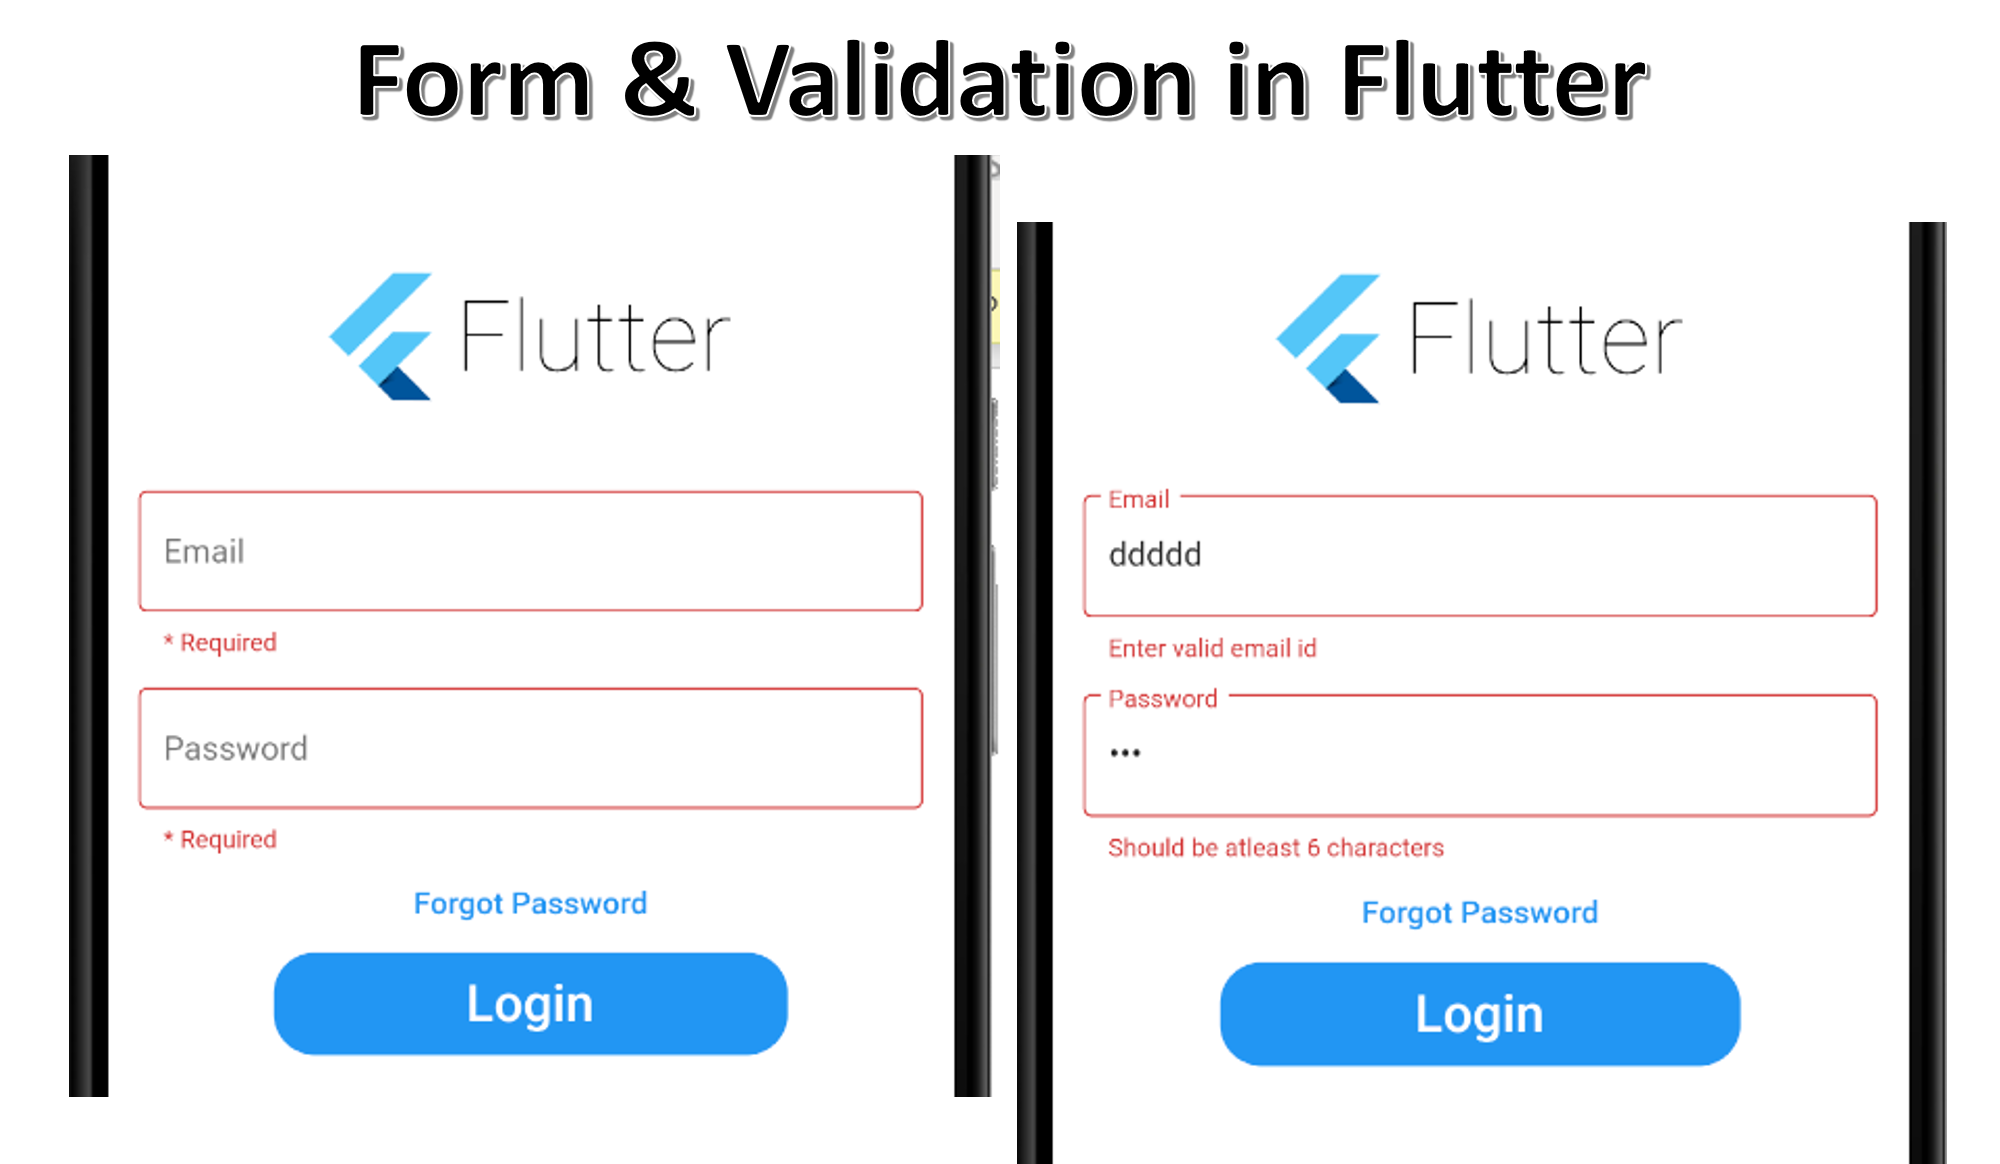 Form & Validation in Flutter
Flutter
Email
* Required
Password
* Required
Forgot Password
Login
Flutter
Email
ddddd
Enter valid email id
Password
•••
Should be atleast 6 characters
Forgot Password
Login